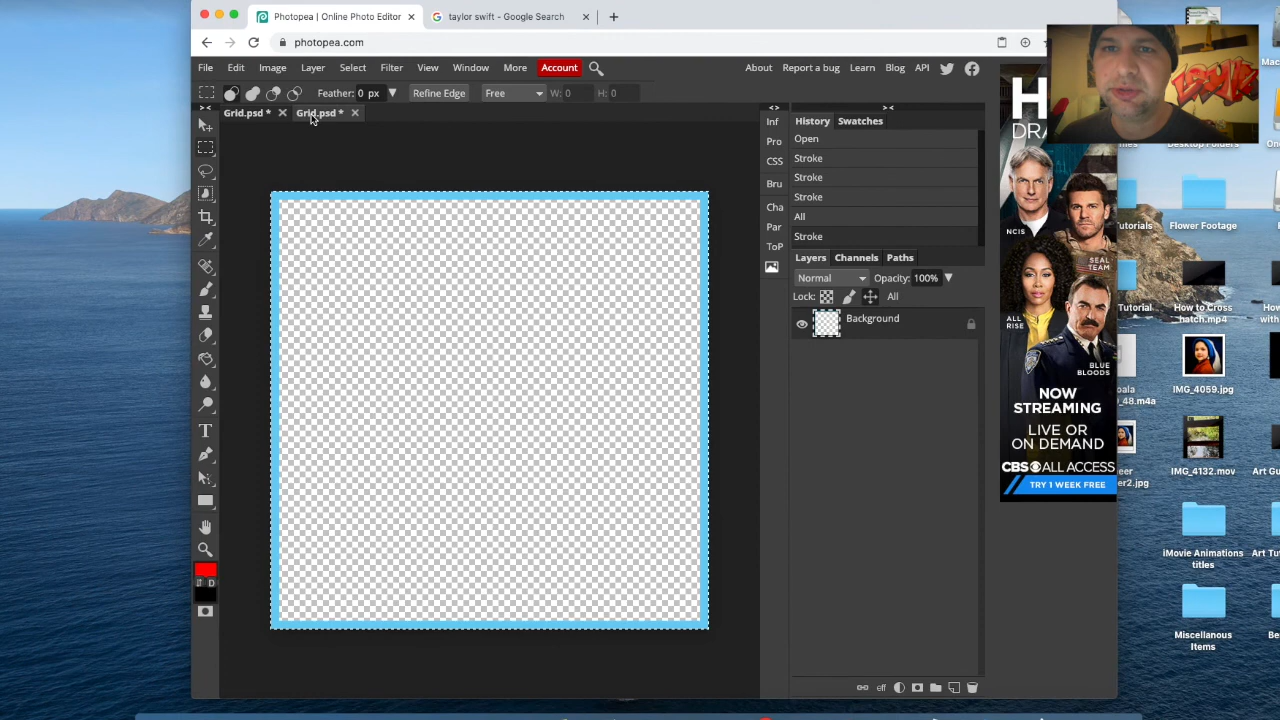 Photopea | Online Photo Editor
taylor swift - Google Search
photopea.com
File Edit Image Layer Select Filter View Window More Account
About Report a bug Learn Blog API
Feather: 0 px Refine Edge Free W: 0 H: 0
Grid.psd * Grid.psd *
Inf
Pro
CSS
Bru
Cha
Par
ToP
History Swatches
Open
Stroke
Stroke
Stroke
All
Stroke
Layers Channels Paths
Normal Opacity: 100%
Lock: All
Background
eff
D
NCIS
SEAL
TEAM
ALL
RISE
BLUE
BLOODS
NOW
STREAMING
LIVE OR
ON DEMAND
CBS ALL ACCESS
TRY 1 WEEK FREE
Desktop Folders
Flower Footage
Tutorial
How to Cross
hatch.mp4
IMG_4059.jpg
IMG_4132.mov
iMovie Animations
titles
Miscellanous
Items